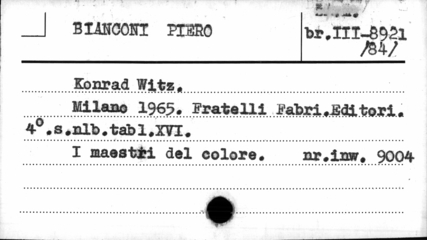 BIANCONI PIERO
br.III-8921
/84/
Konrad Witz.
Milano 1965. Fratelli Fabri.Editori.
4°.s.nlb.tabl.XVI.
I maestri del colore. nr.inw. 9004